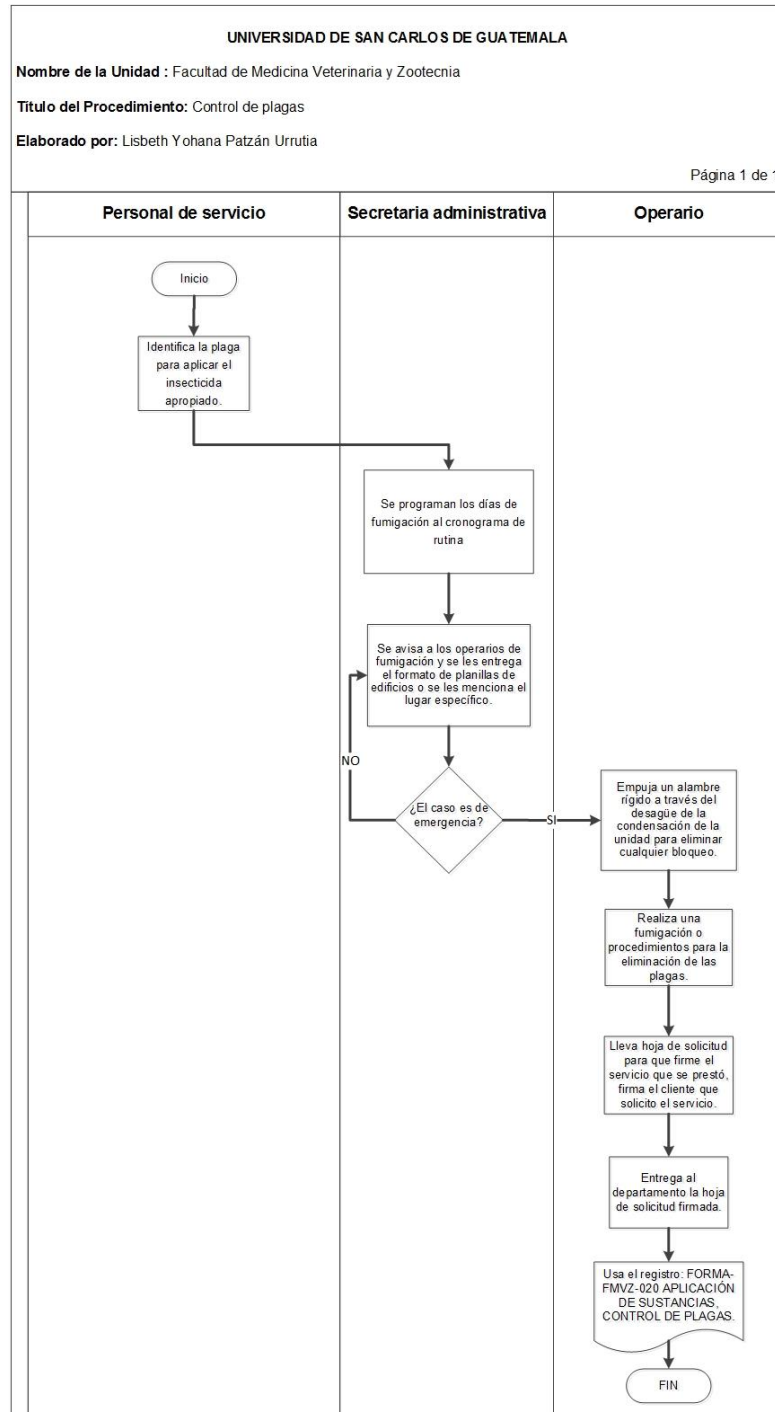 UNIVERSIDAD DE SAN CARLOS DE GUATEMALA
Nombre de la Unidad : Facultad de Medicina Veterinaria y Zootecnia
Título del Procedimiento: Control de plagas
Elaborado por: Lisbeth Yohana Patzán Urrutia
Página 1 de 1
Personal de servicio
Secretaria administrativa
Operario
Inicio
Identifica la plaga
para aplicar el
insecticida
apropiado.
Se programan los días de
fumigación al cronograma de
rutina
Se avisa a los operarios de
fumigación y se les entrega
el formato de planillas de
edificios o se les menciona el
lugar específico.
NO
¿El caso es de
emergencia?
SI
Empuja un alambre
rígido a través del
desagüe de la
condensación de la
unidad para eliminar
cualquier bloqueo.
Realiza una
fumigación o
procedimientos para la
eliminación de las
plagas.
Lleva hoja de solicitud
para que firme el
servicio que se prestó,
firma el cliente que
solicito el servicio.
Entrega al
departamento la hoja
de solicitud firmada.
Usa el registro: FORMA-
FMVZ-020 APLICACIÓN
DE SUSTANCIAS,
CONTROL DE PLAGAS.
FIN